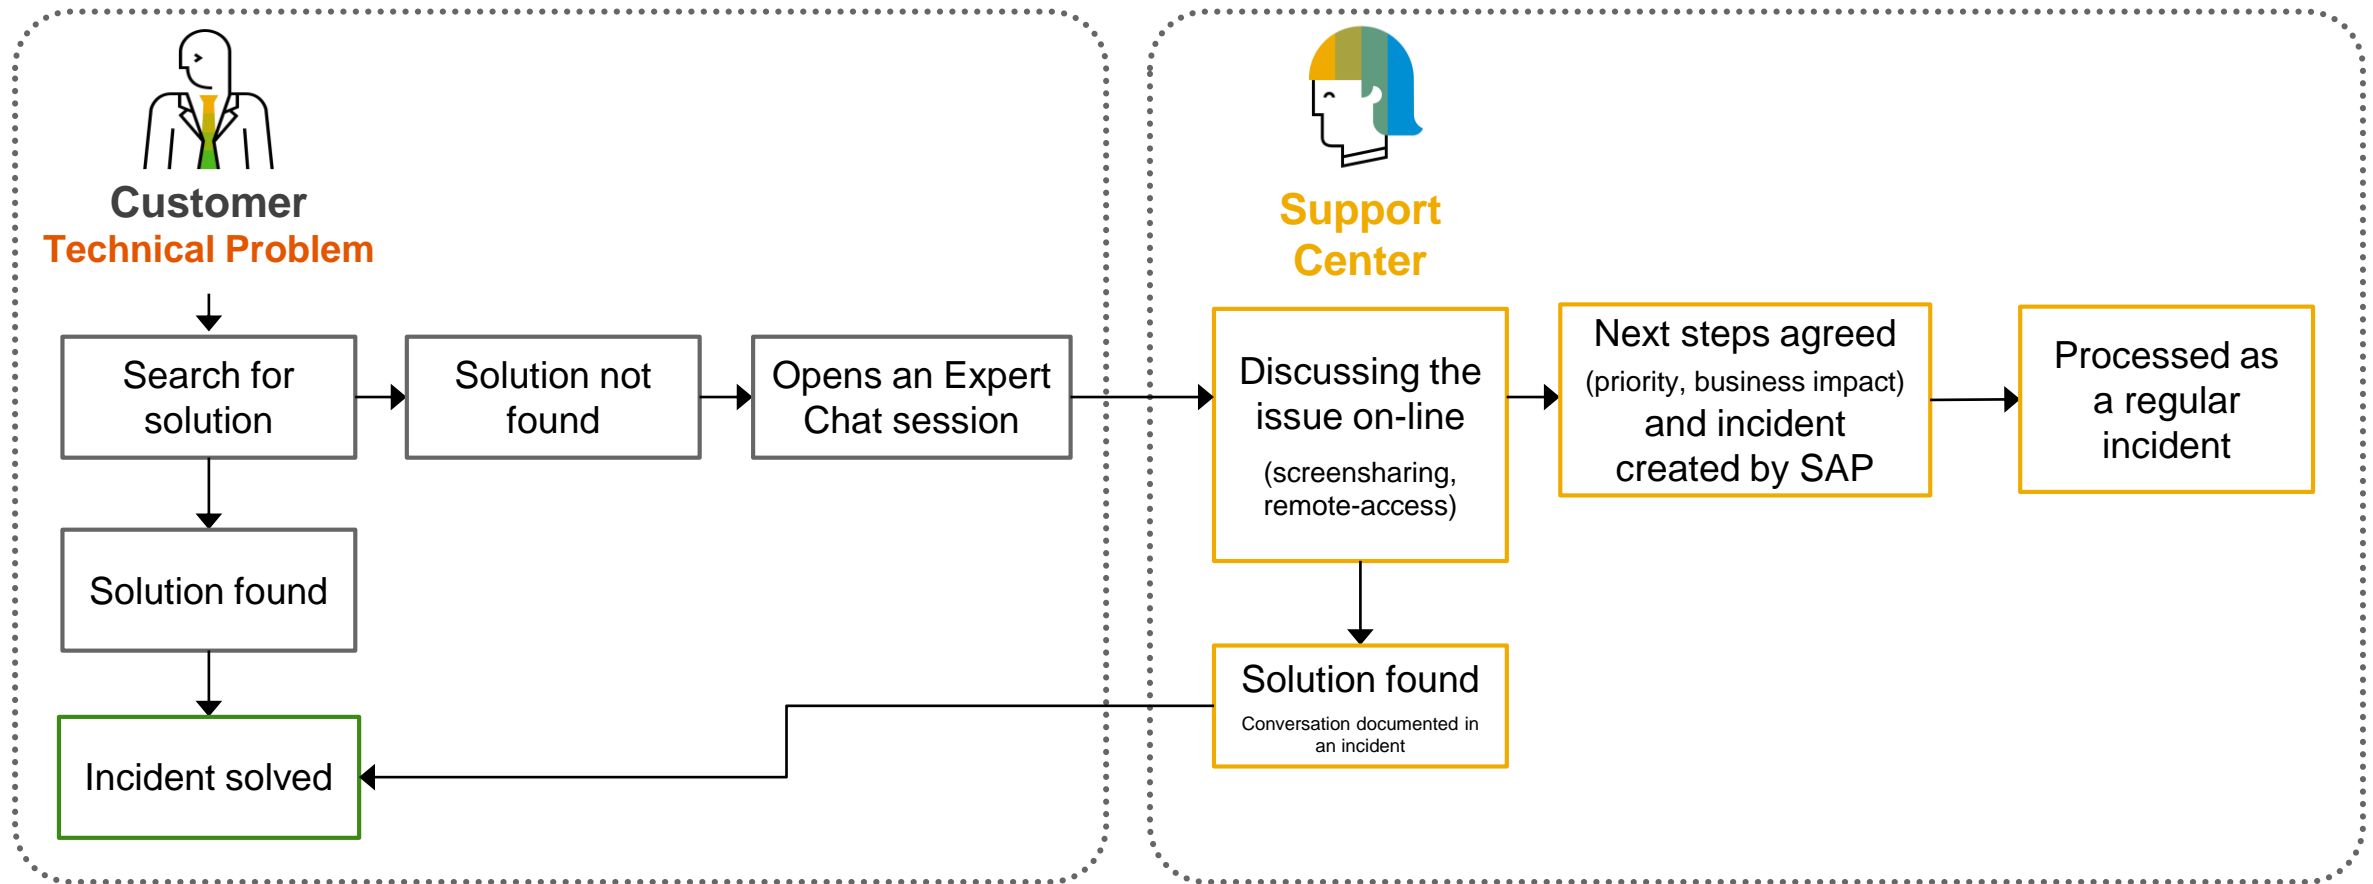 Customer
Technical Problem
Search for
solution
Solution not
found
Opens an Expert
Chat session
Solution found
Incident solved
Support
Center
Discussing the
issue on-line
(screensharing,
remote-access)
Next steps agreed
(priority, business impact)
and incident
created by SAP
Processed as
a regular
incident
Solution found
Conversation documented in
an incident